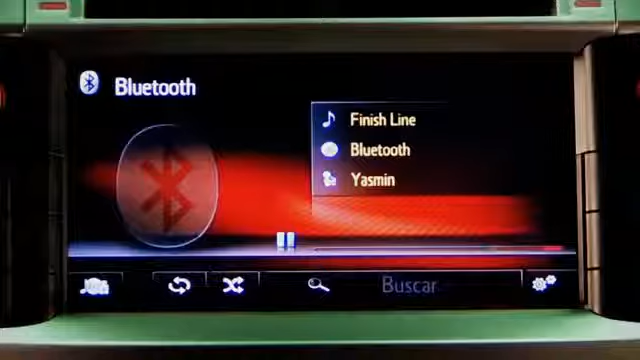 Bluetooth
Finish Line
Bluetooth
Yasmin
Buscar